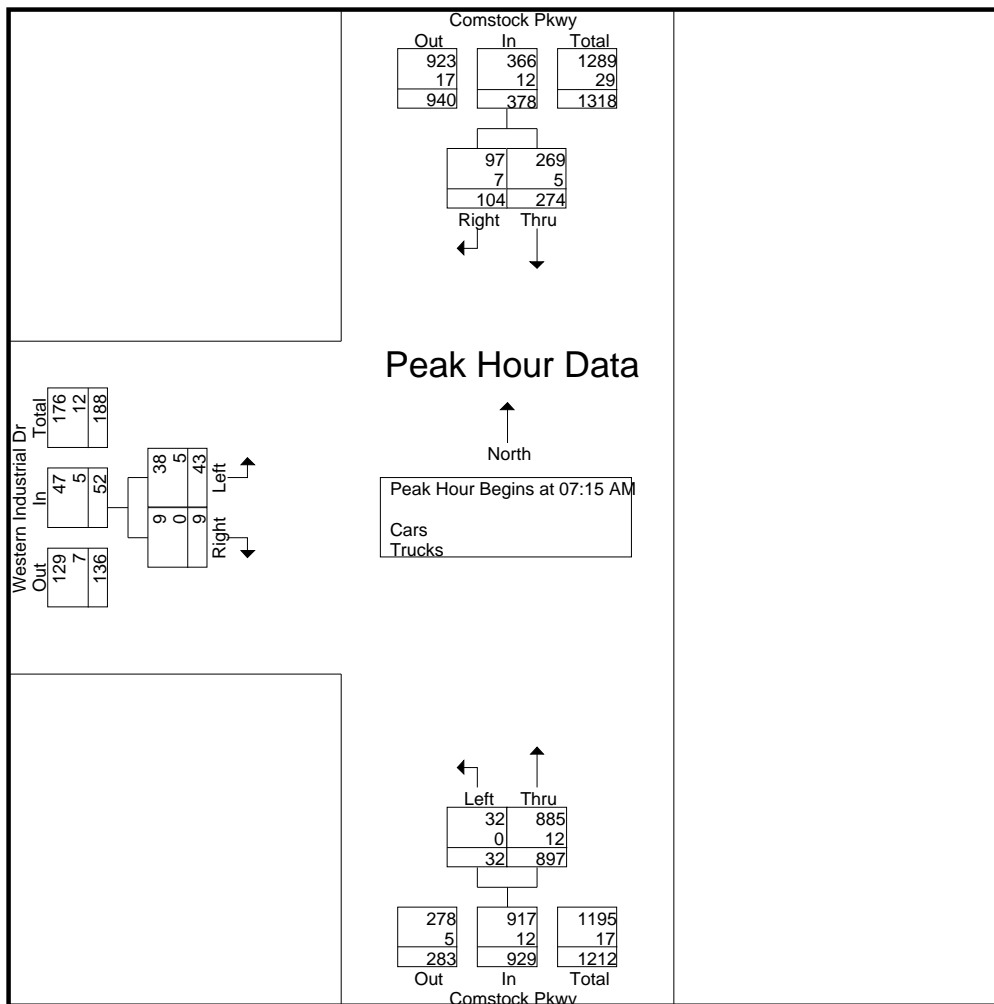 Comstock Pkwy
Out In Total
923 366 1289
17 12 29
940 378 1318
97 269
7 5
104 274
Right Thru
Peak Hour Data
North
Peak Hour Begins at 07:15 AM
Cars
Trucks
Western Industrial Dr
Out In Total
129 47 176
7 5 12
136 52 188
Right Left
9 38
0 5
9 43
Left Thru
32 885
0 12
32 897
278 917 1195
5 12 17
283 929 1212
Out In Total
Comstock Pkwy